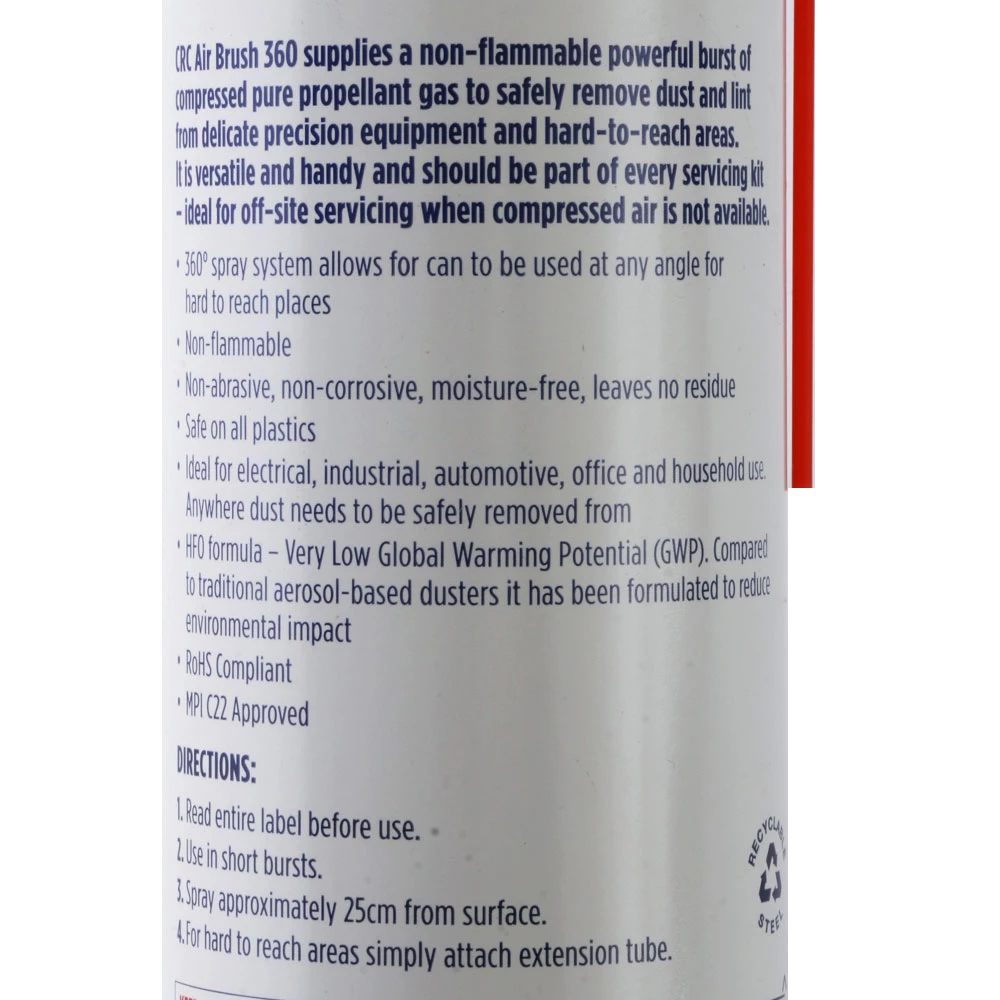 CRC Air Brush 360 supplies a non-flammable powerful burst of
compressed pure propellant gas to safely remove dust and lint
from delicate precision equipment and hard-to-reach areas.
It is versatile and handy and should be part of every servicing kit
- ideal for off-site servicing when compressed air is not available.
• 360° spray system allows for can to be used at any angle for
hard to reach places
• Non-flammable
• Non-abrasive, non-corrosive, moisture-free, leaves no residue
• Safe on all plastics
• Ideal for electrical, industrial, automotive, office and household use.
Anywhere dust needs to be safely removed from
• HFO formula – Very Low Global Warming Potential (GWP). Compared
to traditional aerosol-based dusters it has been formulated to reduce
environmental impact
• RoHS Compliant
• MPI C22 Approved
DIRECTIONS:
1. Read entire label before use.
2. Use in short bursts.
3. Spray approximately 25cm from surface.
4. For hard to reach areas simply attach extension tube.
RECYCLABLE
STEEL